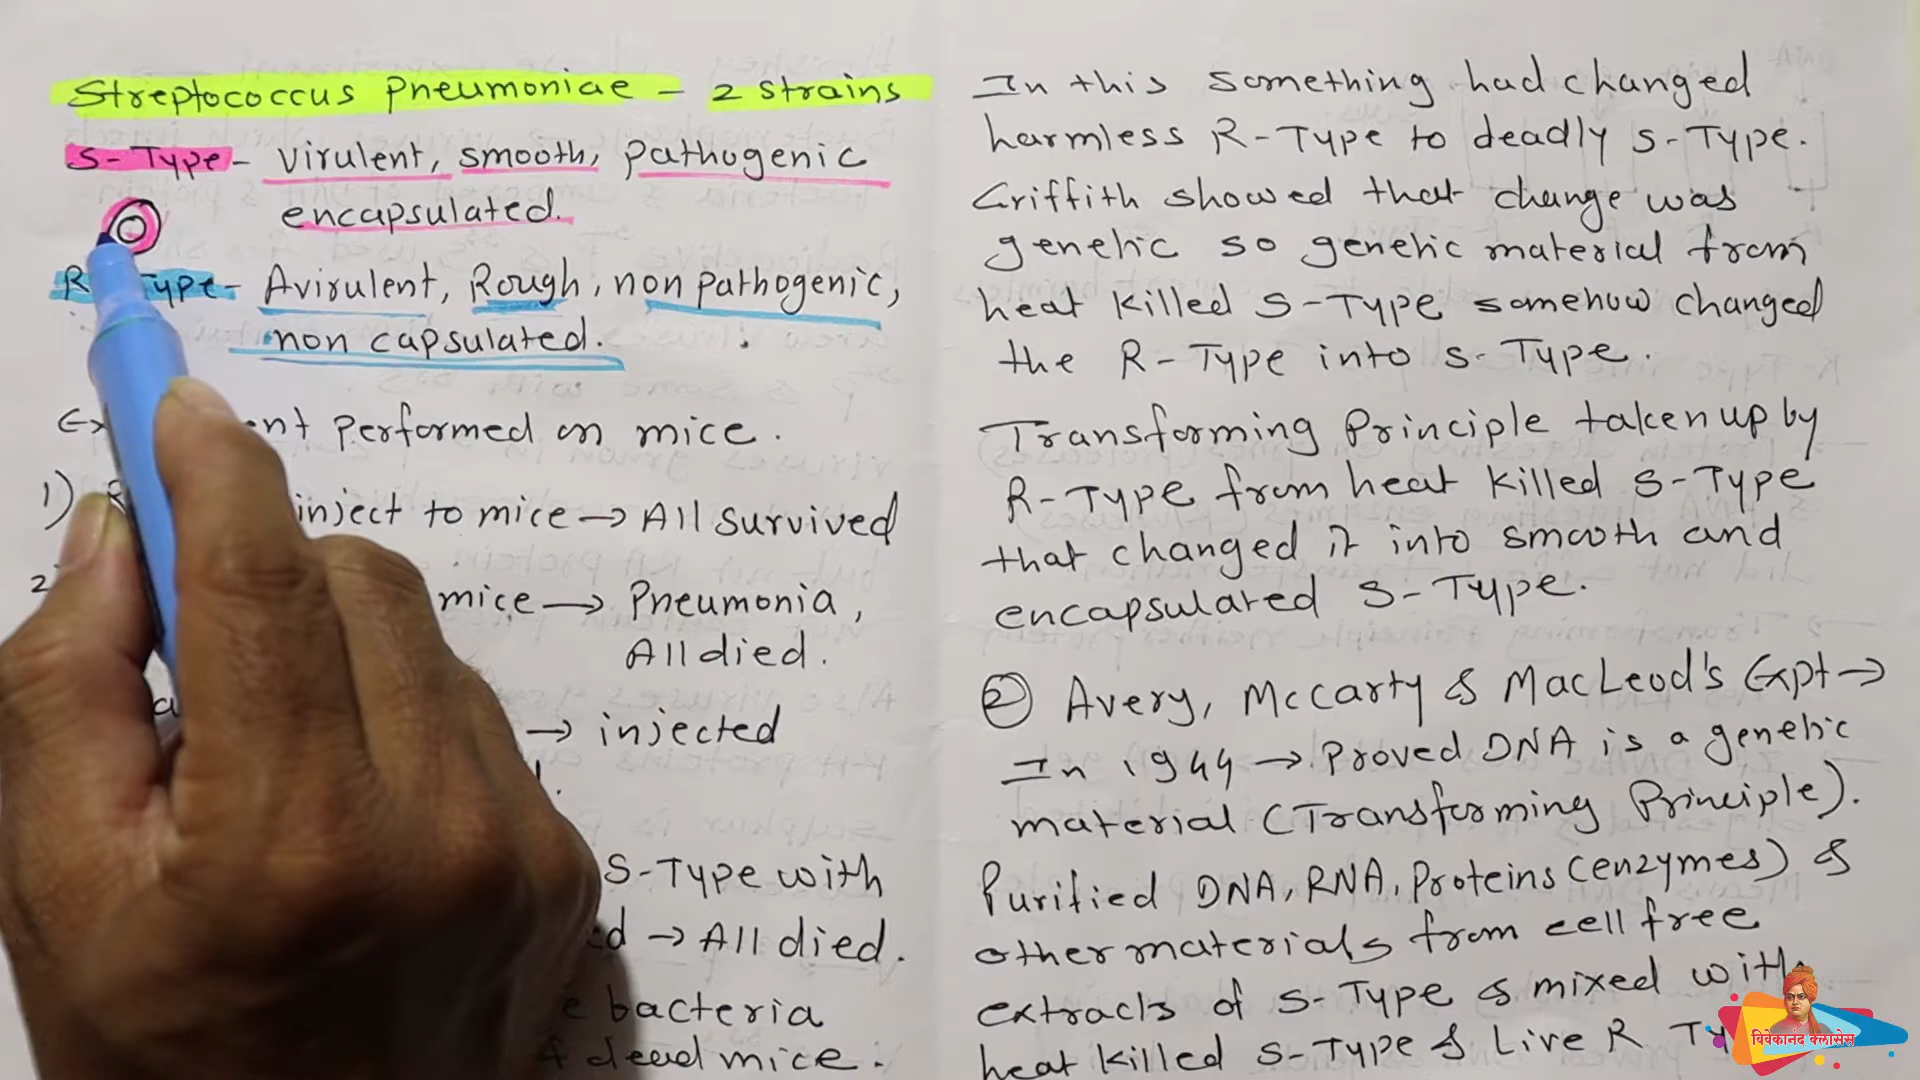 Streptococcus Pneumoniae - 2 strains
S-Type - virulent, smooth, pathogenic
encapsulated.
R Type - Avirulent, Rough, non pathogenic,
non capsulated.
performed on mice.
1) inject to mice → All survived
2) mice → Pneumonia,
All died.
→ injected
S-Type with
→ All died.
bacteria
dead mice.
In this something had changed
harmless R-Type to deadly S-Type.
Griffith showed that change was
genetic so genetic material from
heat killed S-Type somehow changed
the R-Type into S-Type.
Transforming Principle taken up by
R-Type from heat killed S-Type
that changed it into smooth and
encapsulated S-Type.
② Avery, McCarty & MacLeod's Expt →
In 1944 → Proved DNA is a genetic
material (Transforming Principle).
Purified DNA, RNA, Proteins (enzymes) &
other materials from cell free
extracts of S-Type & mixed with
heat killed S-Type & Live R Ty
विवेकानंद क्लासेस